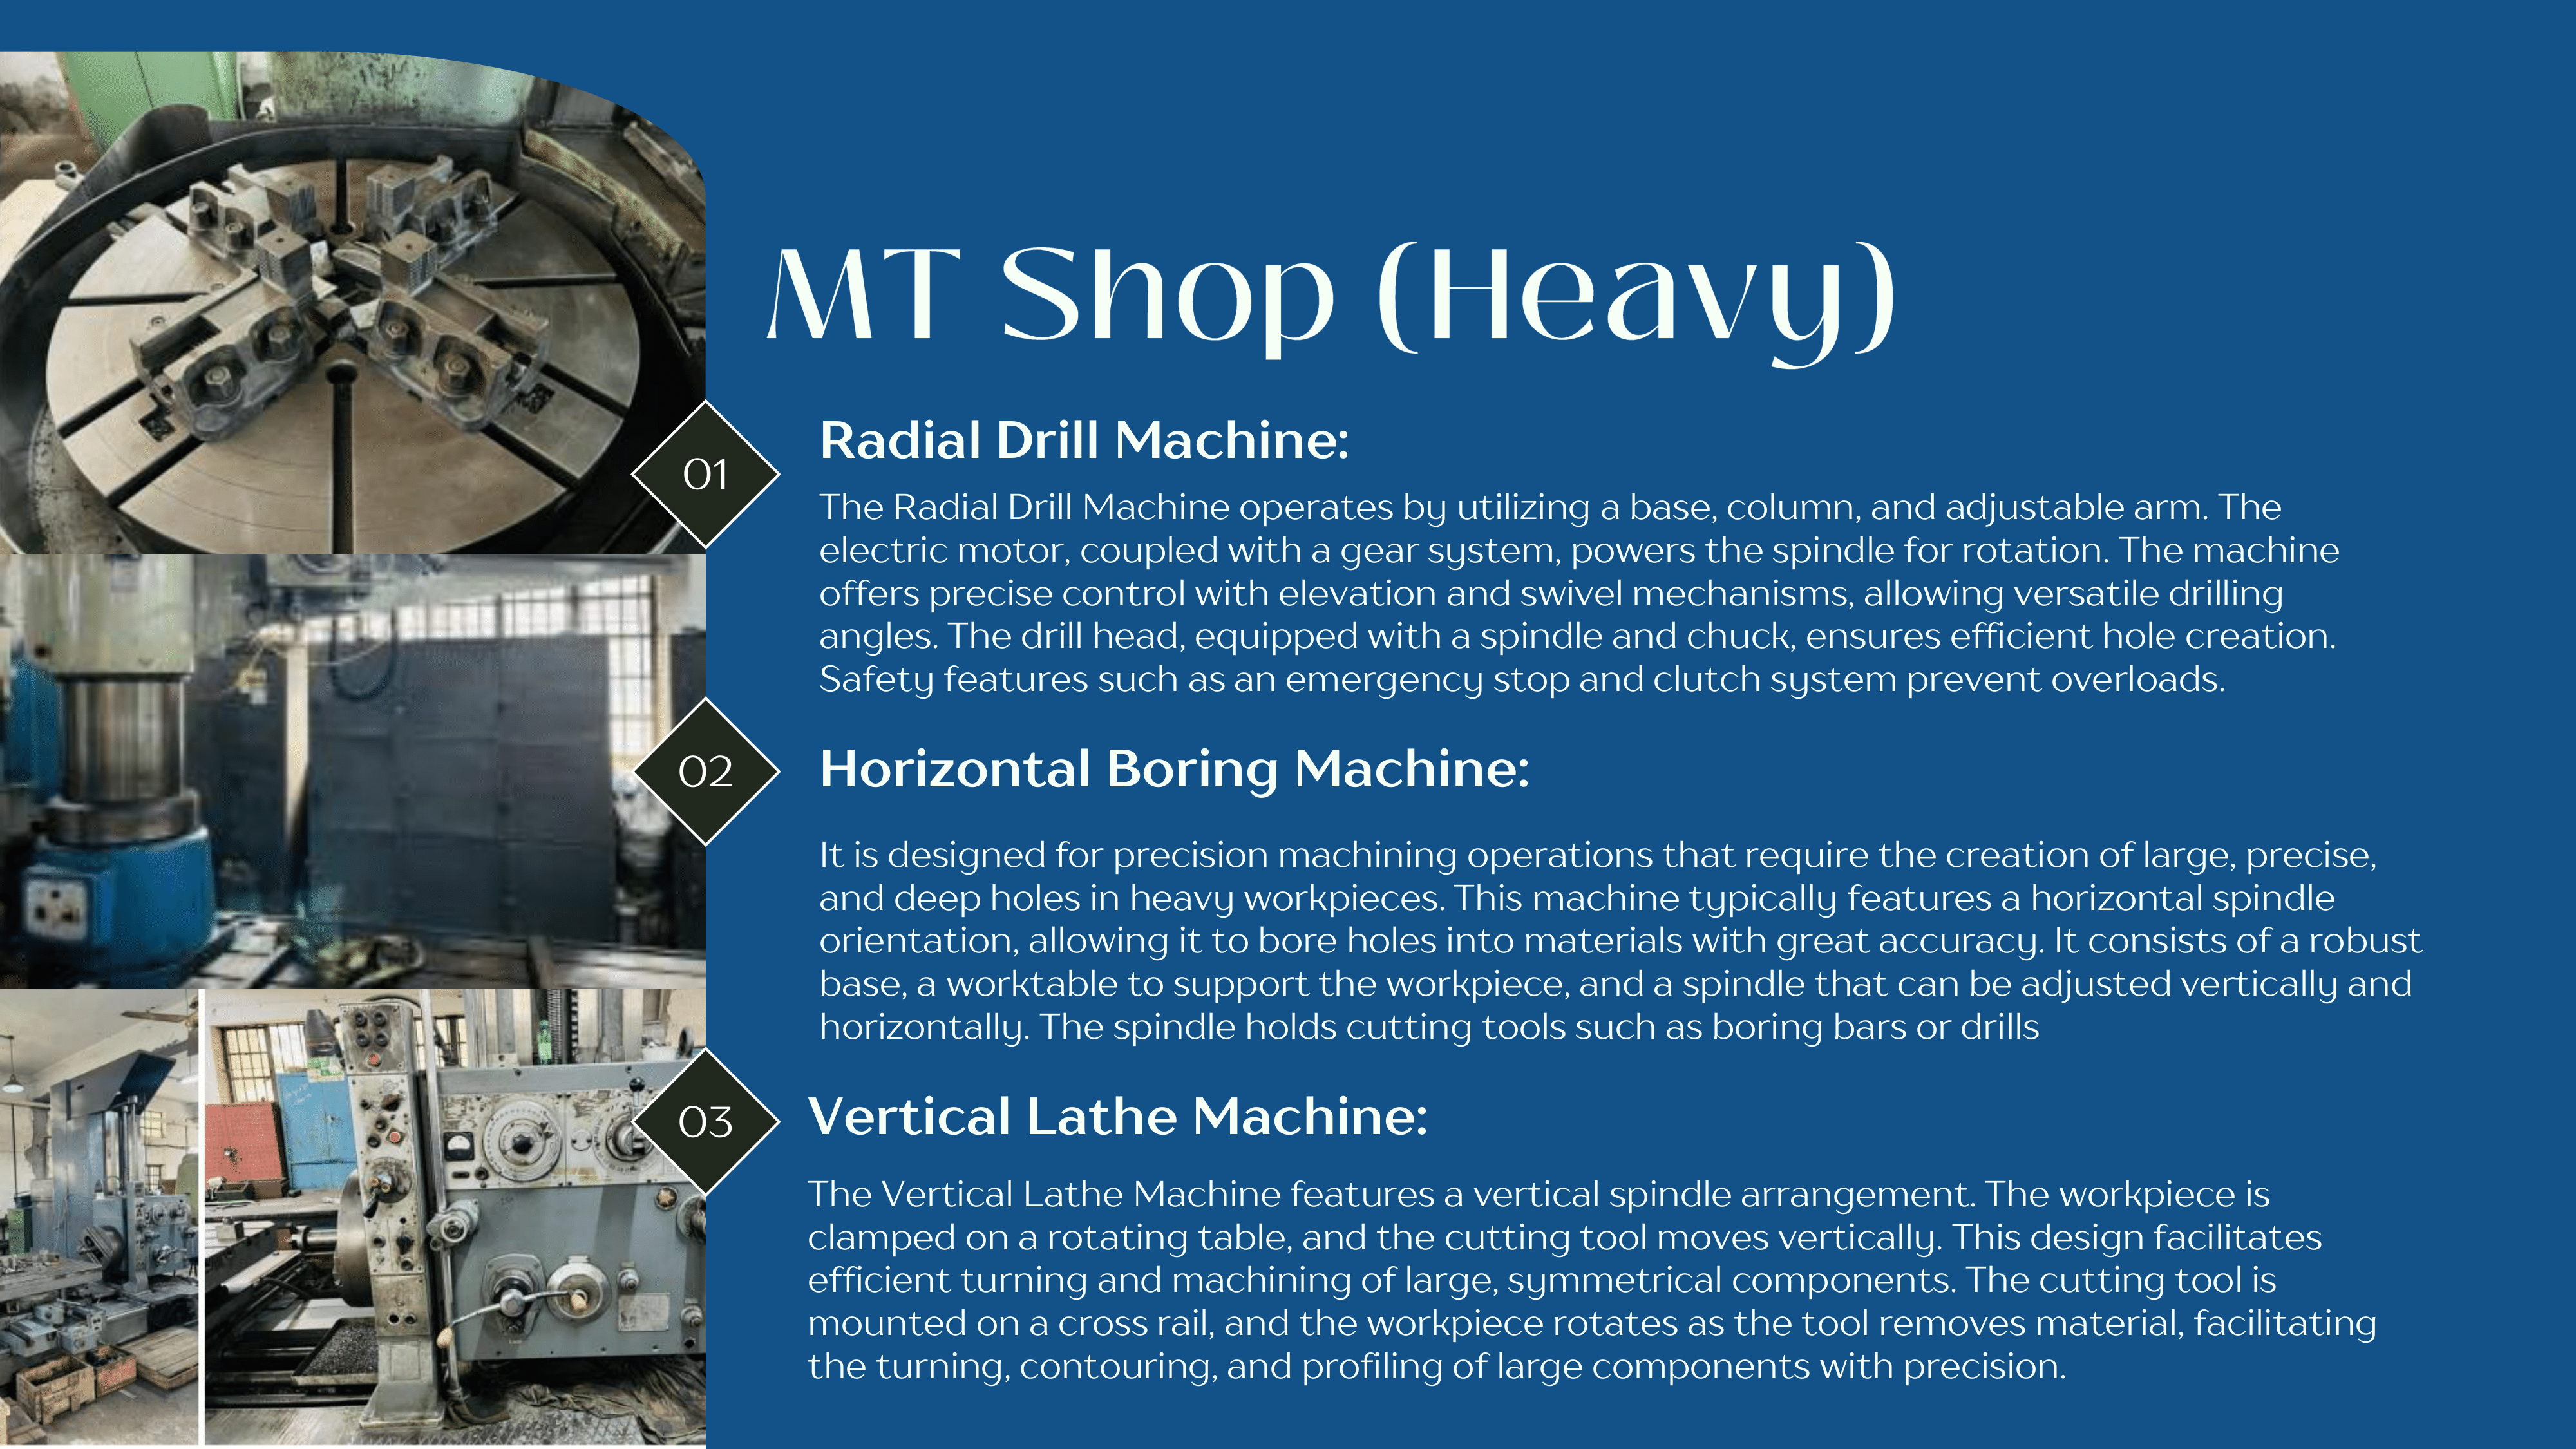 MT Shop (Heavy)
01
Radial Drill Machine:
The Radial Drill Machine operates by utilizing a base, column, and adjustable arm. The
electric motor, coupled with a gear system, powers the spindle for rotation. The machine
offers precise control with elevation and swivel mechanisms, allowing versatile drilling
angles. The drill head, equipped with a spindle and chuck, ensures efficient hole creation.
Safety features such as an emergency stop and clutch system prevent overloads.
02
Horizontal Boring Machine:
It is designed for precision machining operations that require the creation of large, precise,
and deep holes in heavy workpieces. This machine typically features a horizontal spindle
orientation, allowing it to bore holes into materials with great accuracy. It consists of a robust
base, a worktable to support the workpiece, and a spindle that can be adjusted vertically and
horizontally. The spindle holds cutting tools such as boring bars or drills
03
Vertical Lathe Machine:
The Vertical Lathe Machine features a vertical spindle arrangement. The workpiece is
clamped on a rotating table, and the cutting tool moves vertically. This design facilitates
efficient turning and machining of large, symmetrical components. The cutting tool is
mounted on a cross rail, and the workpiece rotates as the tool removes material, facilitating
the turning, contouring, and profiling of large components with precision.